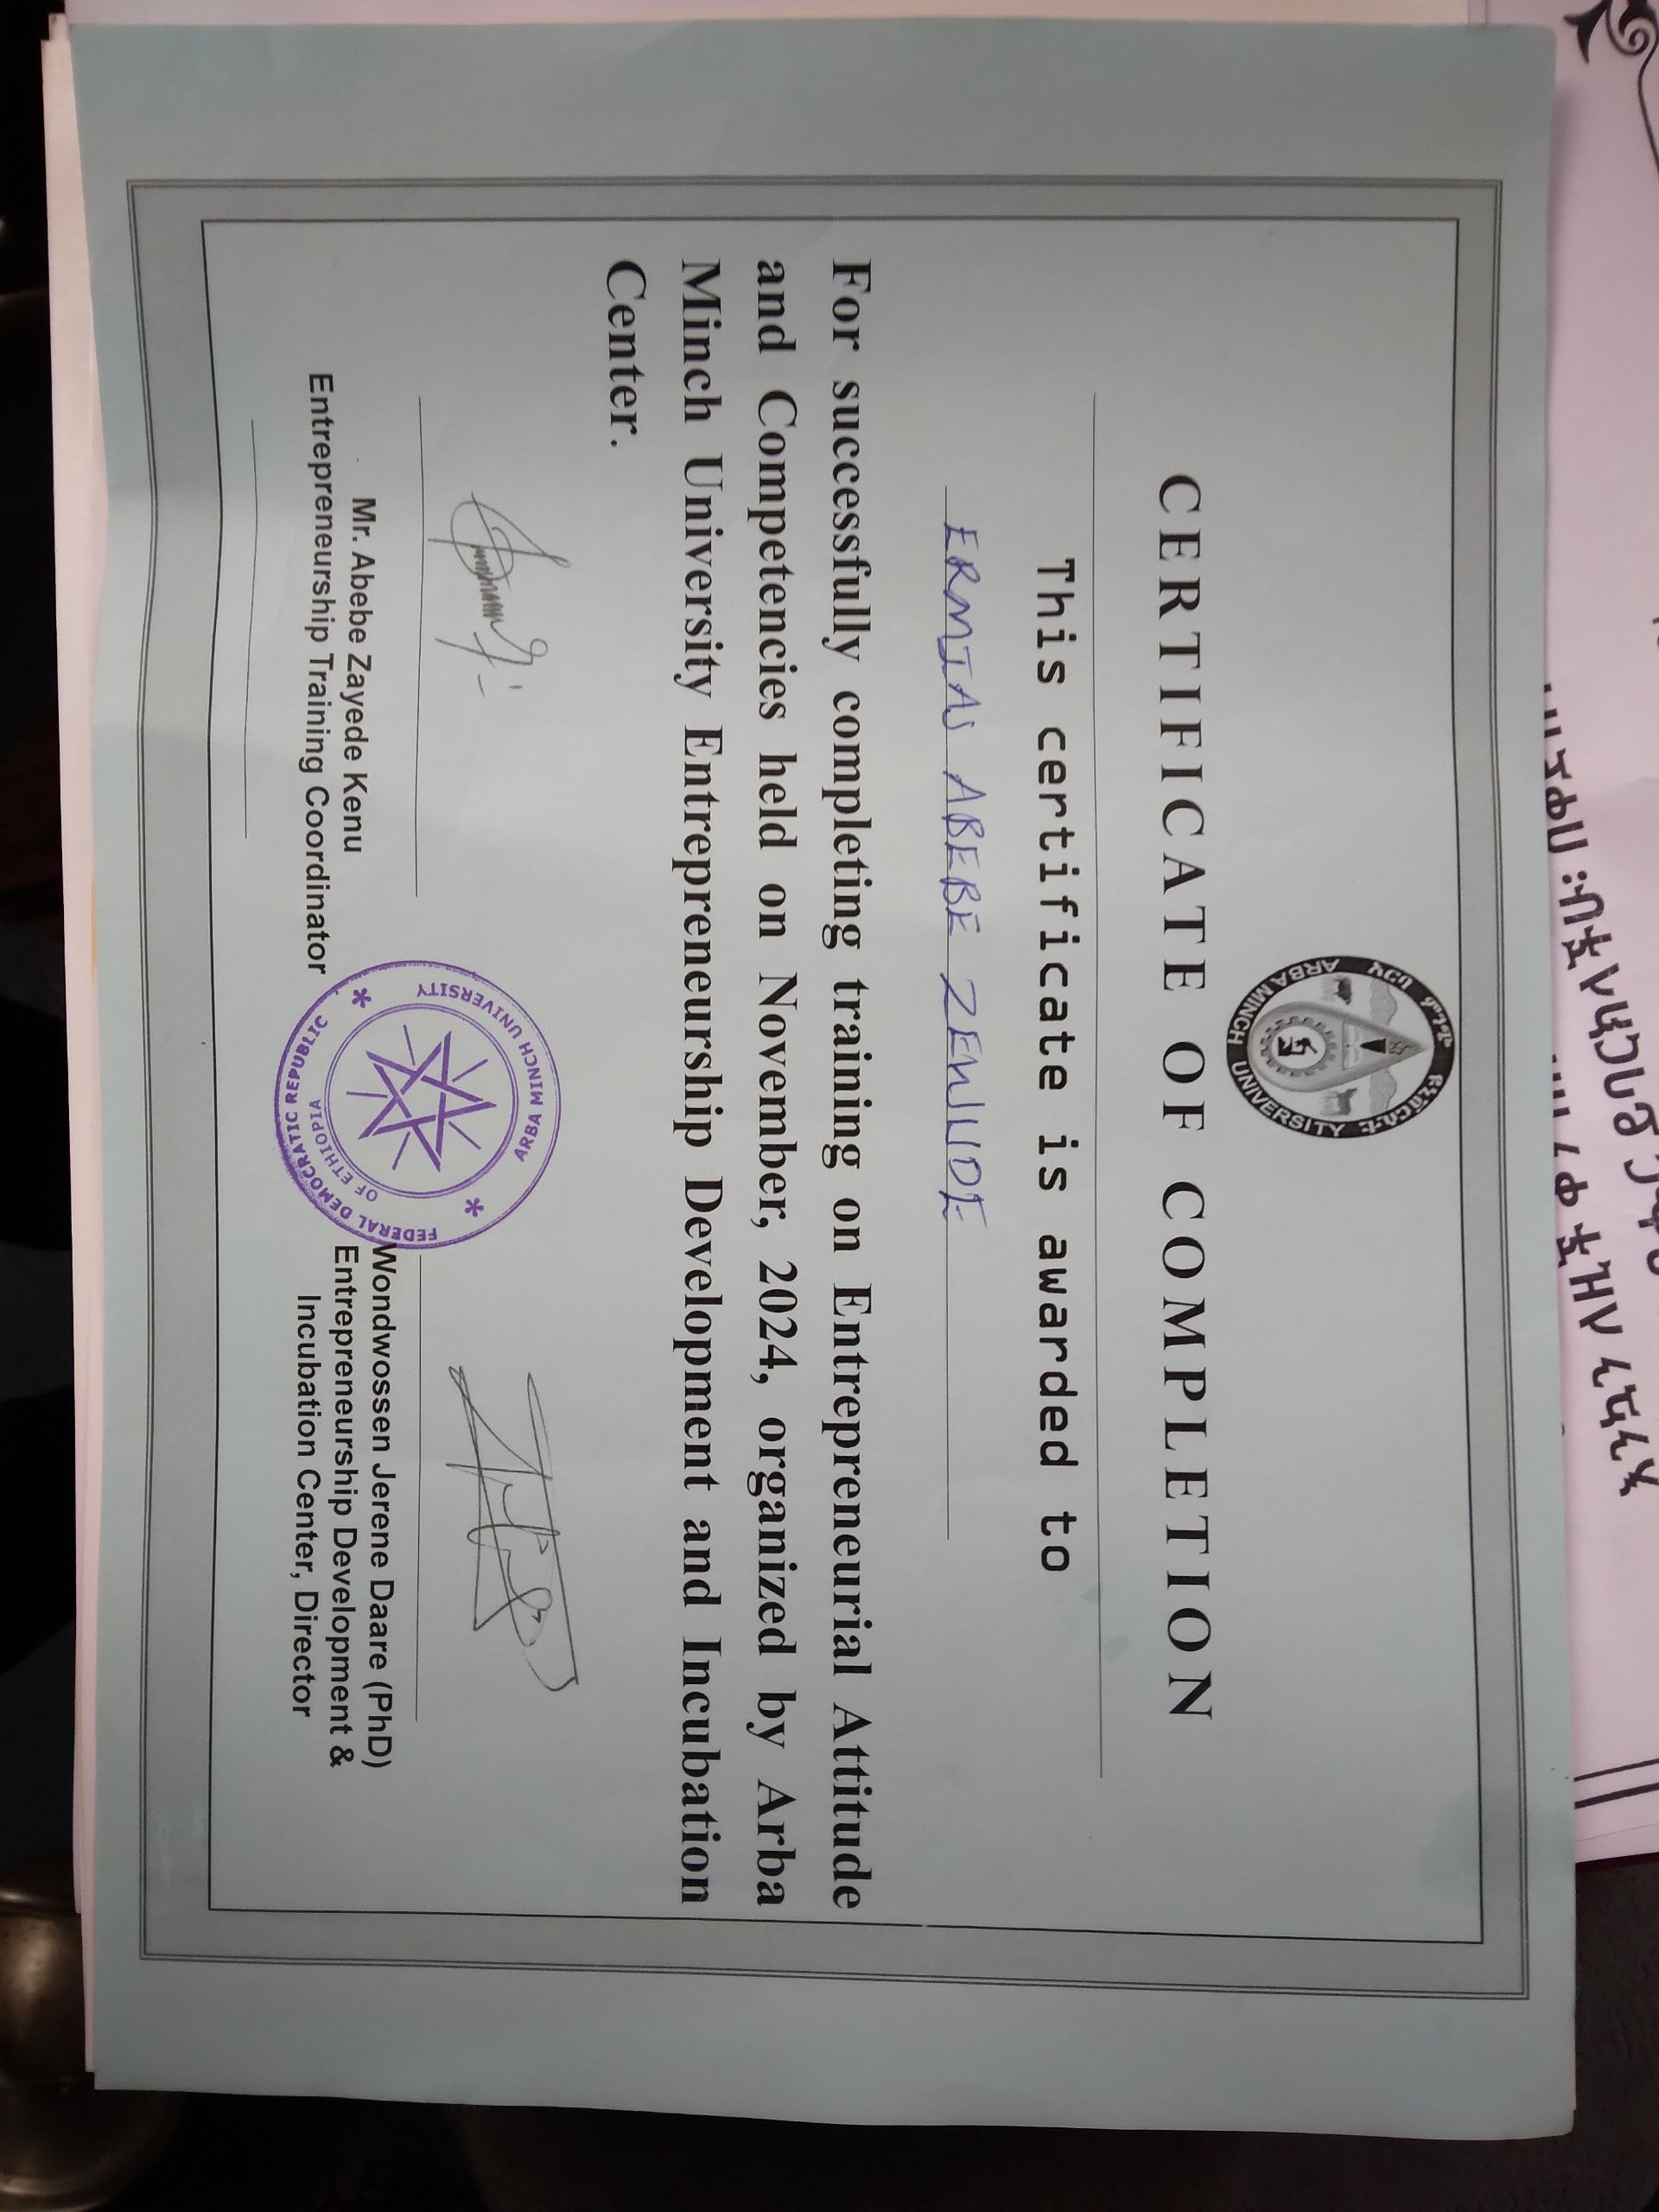 አርባ ምንጭ ዩኒቨርሲቲ
ARBA MINCH UNIVERSITY
CERTIFICATE OF COMPLETION
This certificate is awarded to
ERMIAS ABEBE ZEWUDE
For successfully completing training on Entrepreneurial Attitude
and Competencies held on November, 2024, organized by Arba
Minch University Entrepreneurship Development and Incubation
Center.
Mr. Abebe Zayede Kenu
Entrepreneurship Training Coordinator
ARBA MINCH UNIVERSITY
FEDERAL DEMOCRATIC REPUBLIC
OF ETHIOPIA
Wondwossen Jerene Daare (PhD)
Entrepreneurship Development &
Incubation Center, Director